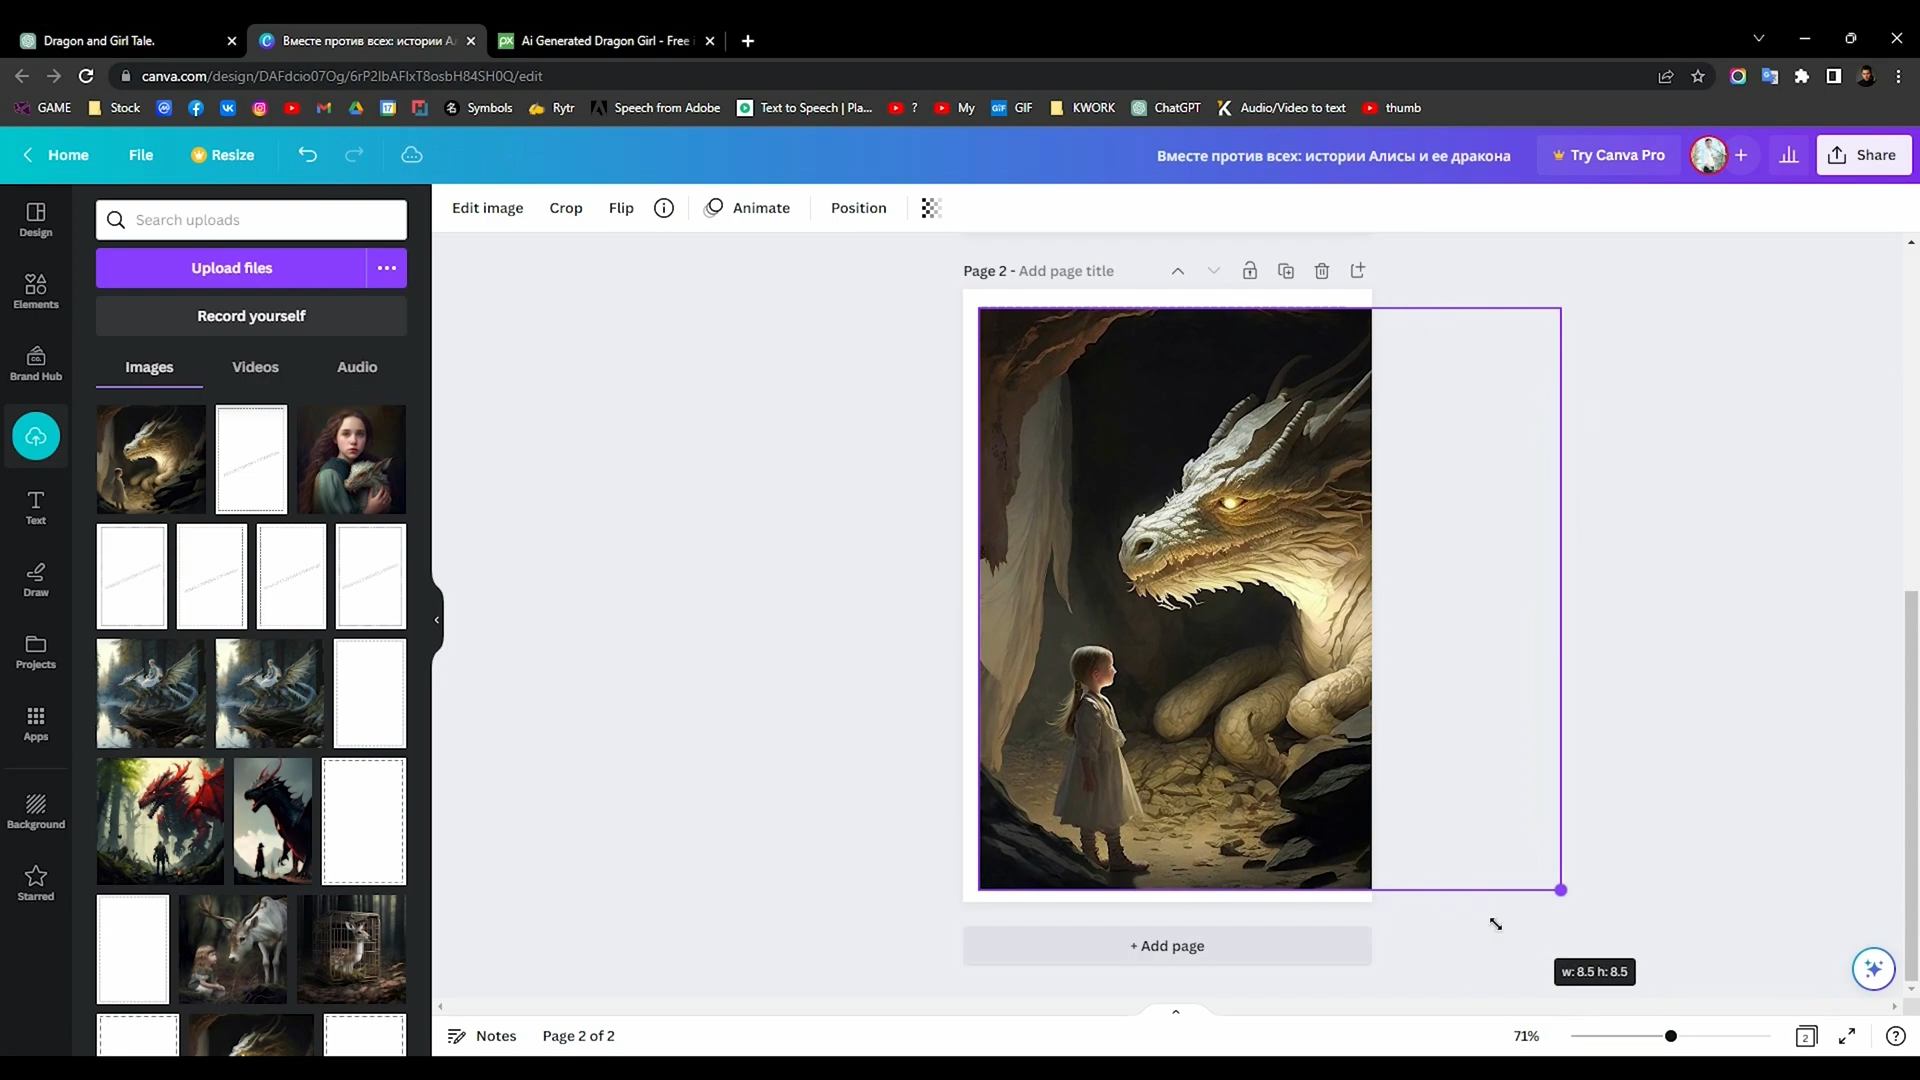 Dragon and Girl Tale.
Вместе против всех: истории А
Ai Generated Dragon Girl - Free
canva.com/design/DAFdcio07Og/6rP2lbAFIxT8osbH84SH0Q/edit
GAME
Stock
Symbols
Rytr
Speech from Adobe
Text to Speech | Pla...
?
My
GIF
KWORK
ChatGPT
Audio/Video to text
thumb
Home
File
Resize
Вместе против всех: истории Алисы и ее дракона
Try Canva Pro
Share
Design
Elements
Brand Hub
Text
Draw
Projects
Apps
Background
Starred
Search uploads
Upload files
Record yourself
Images
Videos
Audio
Edit image
Crop
Flip
Animate
Position
Page 2 - Add page title
+ Add page
w: 8.5 h: 8.5
Notes
Page 2 of 2
71%
2